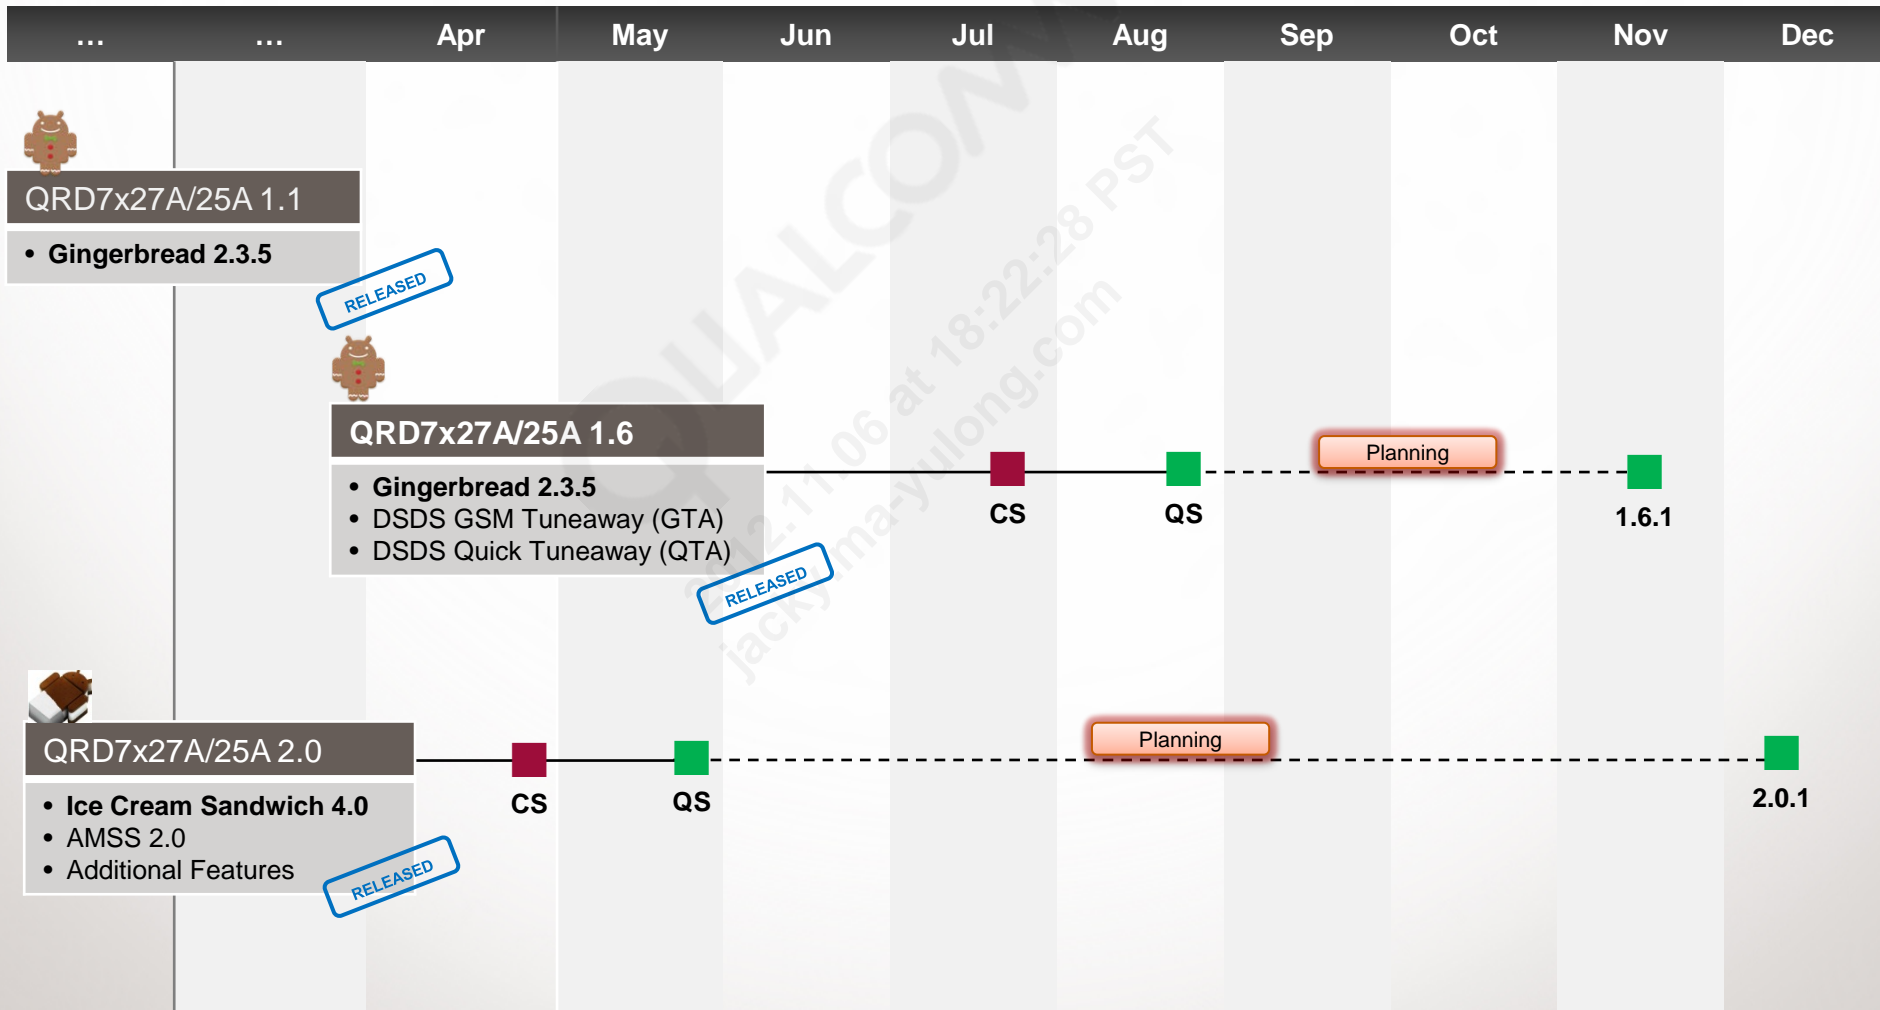 … … Apr May Jun Jul Aug Sep Oct Nov Dec
QRD7x27A/25A 1.1
• Gingerbread 2.3.5
RELEASED
QRD7x27A/25A 1.6
• Gingerbread 2.3.5
• DSDS GSM Tuneaway (GTA)
• DSDS Quick Tuneaway (QTA)
RELEASED
CS
QS
Planning
1.6.1
QRD7x27A/25A 2.0
• Ice Cream Sandwich 4.0
• AMSS 2.0
• Additional Features
RELEASED
CS
QS
Planning
2.0.1
QUALCOMM
2012.11.06 at 18:22:28 PST
jacky.ma-yulong.com